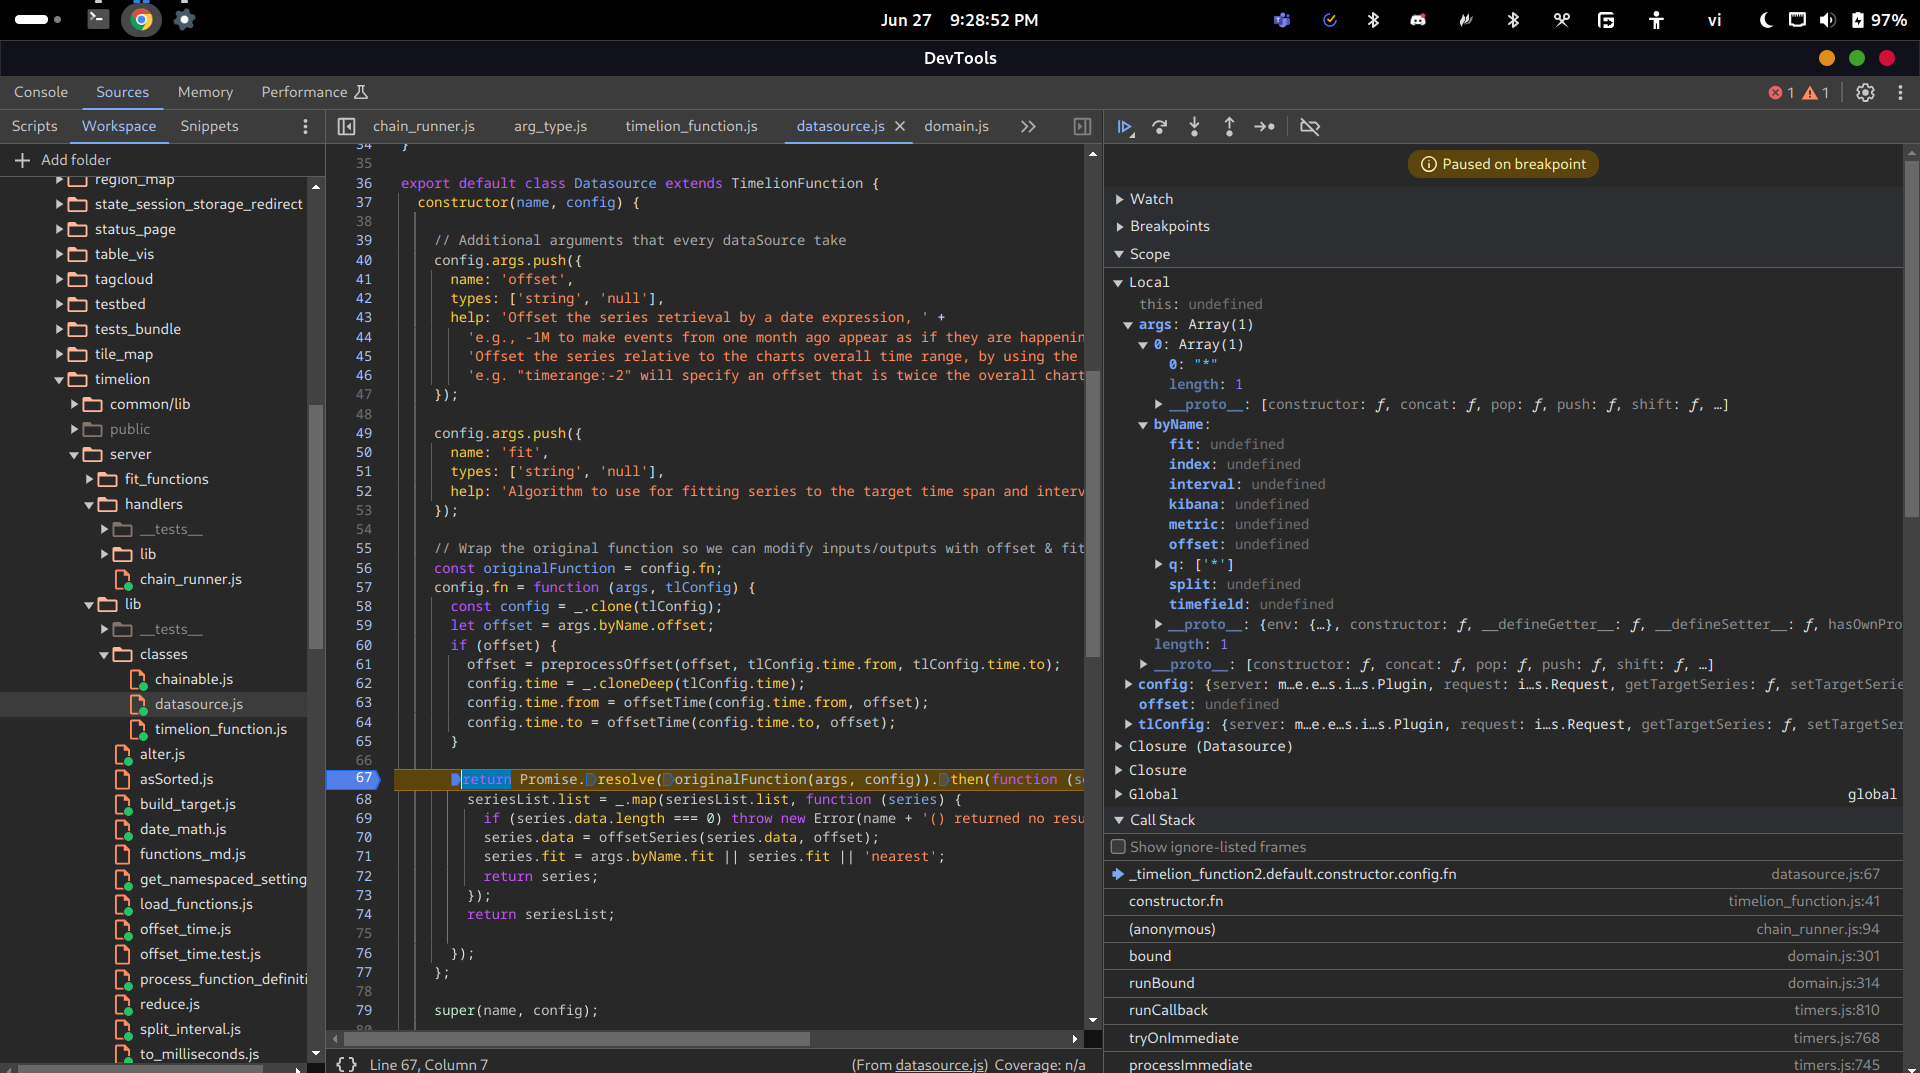 Jun 27 9:28:52 PM
vi
97%
DevTools
Console Sources Memory Performance
1 1
Scripts Workspace Snippets
chain_runner.js arg_type.js timelion_function.js datasource.js domain.js
Add folder
region_map
state_session_storage_redirect
status_page
table_vis
tagcloud
testbed
tests_bundle
tile_map
timelion
common/lib
public
server
fit_functions
handlers
__tests__
lib
chain_runner.js
lib
__tests__
classes
chainable.js
datasource.js
timelion_function.js
alter.js
asSorted.js
build_target.js
date_math.js
functions_md.js
get_namespaced_setting
load_functions.js
offset_time.js
offset_time.test.js
process_function_definiti
reduce.js
split_interval.js
to_milliseconds.js
34 }
35
36 export default class Datasource extends TimelionFunction {
37 constructor(name, config) {
38
39 // Additional arguments that every dataSource take
40 config.args.push({
41 name: 'offset',
42 types: ['string', 'null'],
43 help: 'Offset the series retrieval by a date expression, ' +
44 'e.g., -1M to make events from one month ago appear as if they are happenin
45 'Offset the series relative to the charts overall time range, by using the
46 'e.g. "timerange:-2" will specify an offset that is twice the overall chart
47 });
48
49 config.args.push({
50 name: 'fit',
51 types: ['string', 'null'],
52 help: 'Algorithm to use for fitting series to the target time span and interv
53 });
54
55 // Wrap the original function so we can modify inputs/outputs with offset & fit
56 const originalFunction = config.fn;
57 config.fn = function (args, tlConfig) {
58 const config = _.clone(tlConfig);
59 let offset = args.byName.offset;
60 if (offset) {
61 offset = preprocessOffset(offset, tlConfig.time.from, tlConfig.time.to);
62 config.time = _.cloneDeep(tlConfig.time);
63 config.time.from = offsetTime(config.time.from, offset);
64 config.time.to = offsetTime(config.time.to, offset);
65 }
66
67 return Promise.resolve(originalFunction(args, config)).then(function (se
68 seriesList.list = _.map(seriesList.list, function (series) {
69 if (series.data.length === 0) throw new Error(name + '() returned no resu
70 series.data = offsetSeries(series.data, offset);
71 series.fit = args.byName.fit || series.fit || 'nearest';
72 return series;
73 });
74 return seriesList;
75
76 });
77 };
78
79 super(name, config);
80
{} Line 67, Column 7 (From datasource.js) Coverage: n/a
Paused on breakpoint
Watch
Breakpoints
Scope
Local
this: undefined
args: Array(1)
0: Array(1)
0: "*"
length: 1
__proto__: [constructor: ƒ, concat: ƒ, pop: ƒ, push: ƒ, shift: ƒ, …]
byName:
fit: undefined
index: undefined
interval: undefined
kibana: undefined
metric: undefined
offset: undefined
q: ['*']
split: undefined
timefield: undefined
__proto__: {env: {…}, constructor: ƒ, __defineGetter__: ƒ, __defineSetter__: ƒ, hasOwnPro
length: 1
__proto__: [constructor: ƒ, concat: ƒ, pop: ƒ, push: ƒ, shift: ƒ, …]
config: {server: m…e.e…s.i…s.Plugin, request: i…s.Request, getTargetSeries: ƒ, setTargetSerie
offset: undefined
tlConfig: {server: m…e.e…s.i…s.Plugin, request: i…s.Request, getTargetSeries: ƒ, setTargetSer
Closure (Datasource)
Closure
Global global
Call Stack
Show ignore-listed frames
_timelion_function2.default.constructor.config.fn datasource.js:67
constructor.fn timelion_function.js:41
(anonymous) chain_runner.js:94
bound domain.js:301
runBound domain.js:314
runCallback timers.js:810
tryOnImmediate timers.js:768
processImmediate timers.js:745